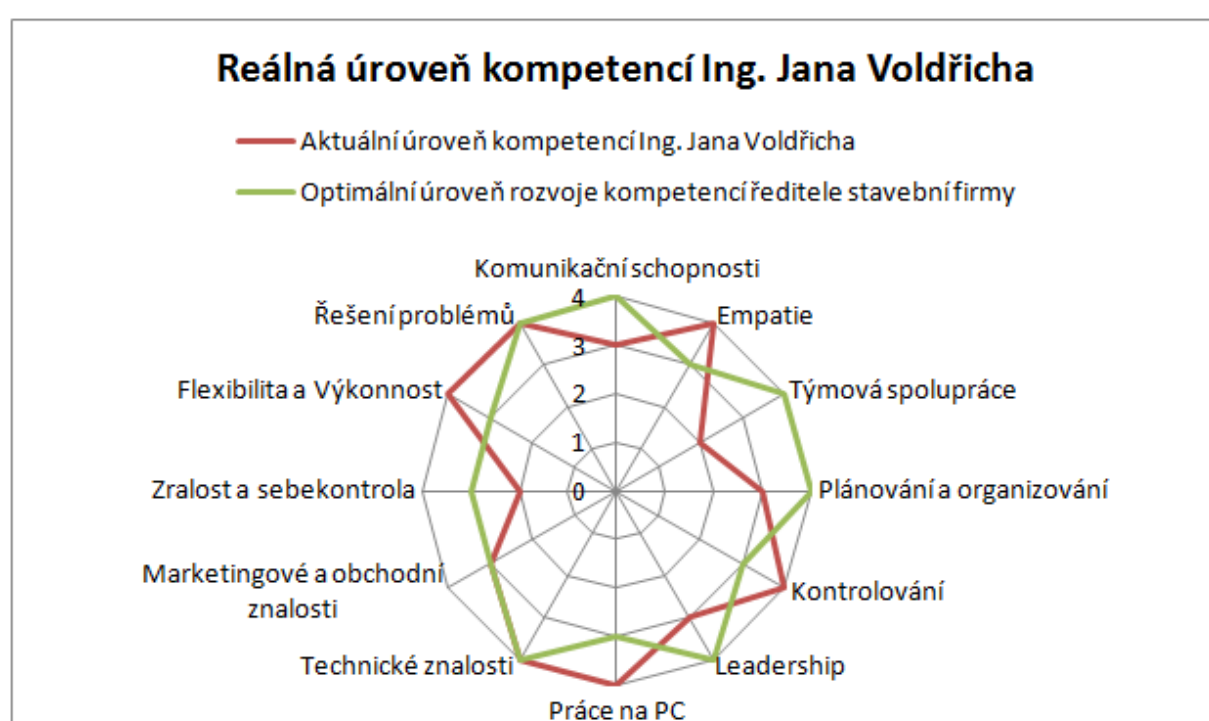 Reálná úroveň kompetencí Ing. Jana Voldřicha
Aktuální úroveň kompetencí Ing. Jana Voldřicha
Optimální úroveň rozvoje kompetencí ředitele stavební firmy
Komunikační schopnosti
4
Řešení problémů
Empatie
3
Flexibilita a Výkonnost
Týmová spolupráce
2
1
Zralost a sebekontrola
0
Plánování a organizování
Marketingové a obchodní
znalosti
Kontrolování
Technické znalosti
Leadership
Práce na PC